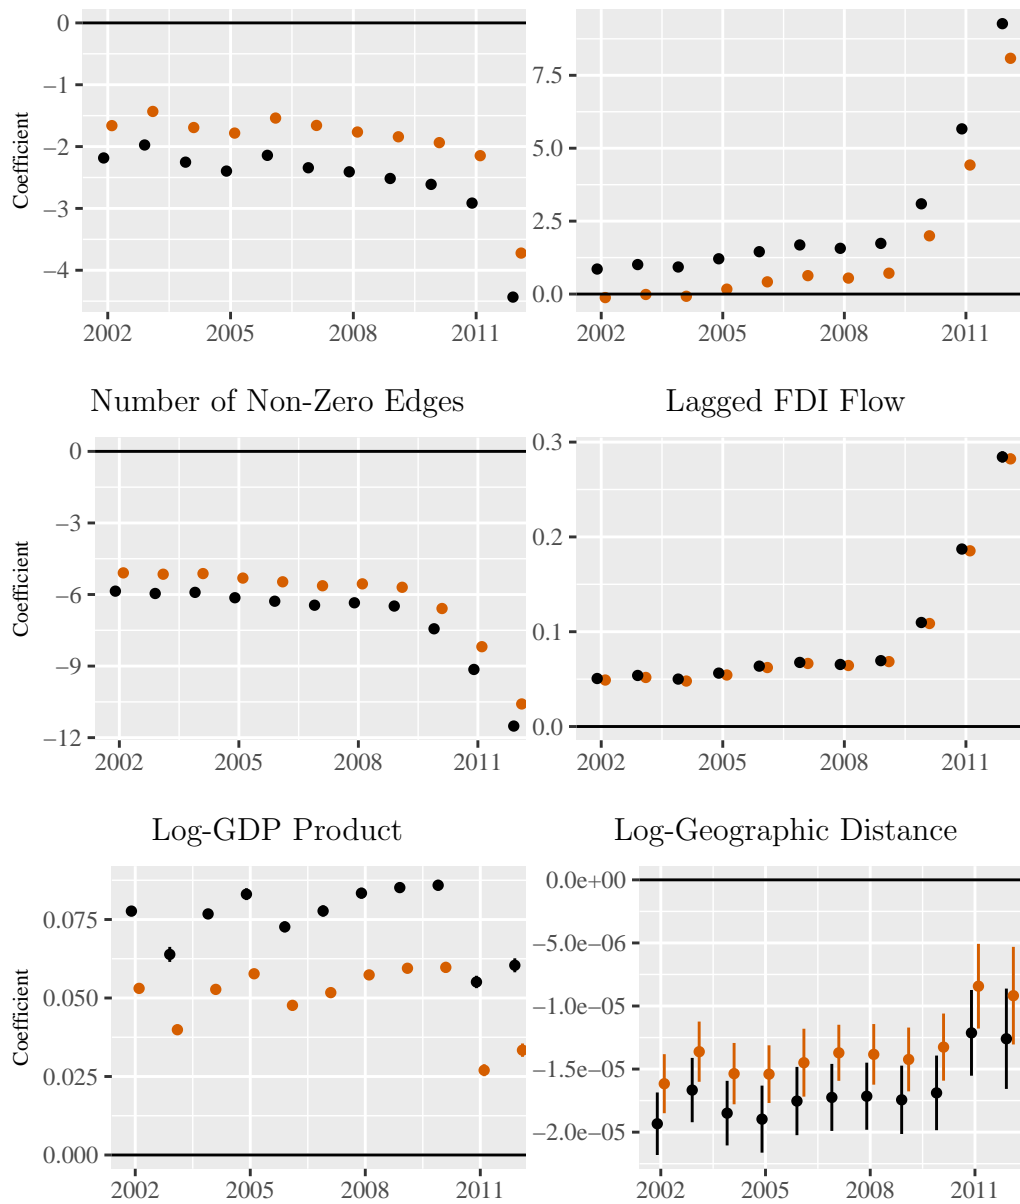 0
−1
−2
−3
−4
Coefficient
2002 2005 2008 2011
7.5
5.0
2.5
0.0
2002 2005 2008 2011
Number of Non-Zero Edges
0
−3
−6
−9
−12
Coefficient
2002 2005 2008 2011
Lagged FDI Flow
0.3
0.2
0.1
0.0
2002 2005 2008 2011
Log-GDP Product
0.075
0.050
0.025
0.000
Coefficient
2002 2005 2008 2011
Log-Geographic Distance
0.0e+00
−5.0e−06
−1.0e−05
−1.5e−05
−2.0e−05
2002 2005 2008 2011